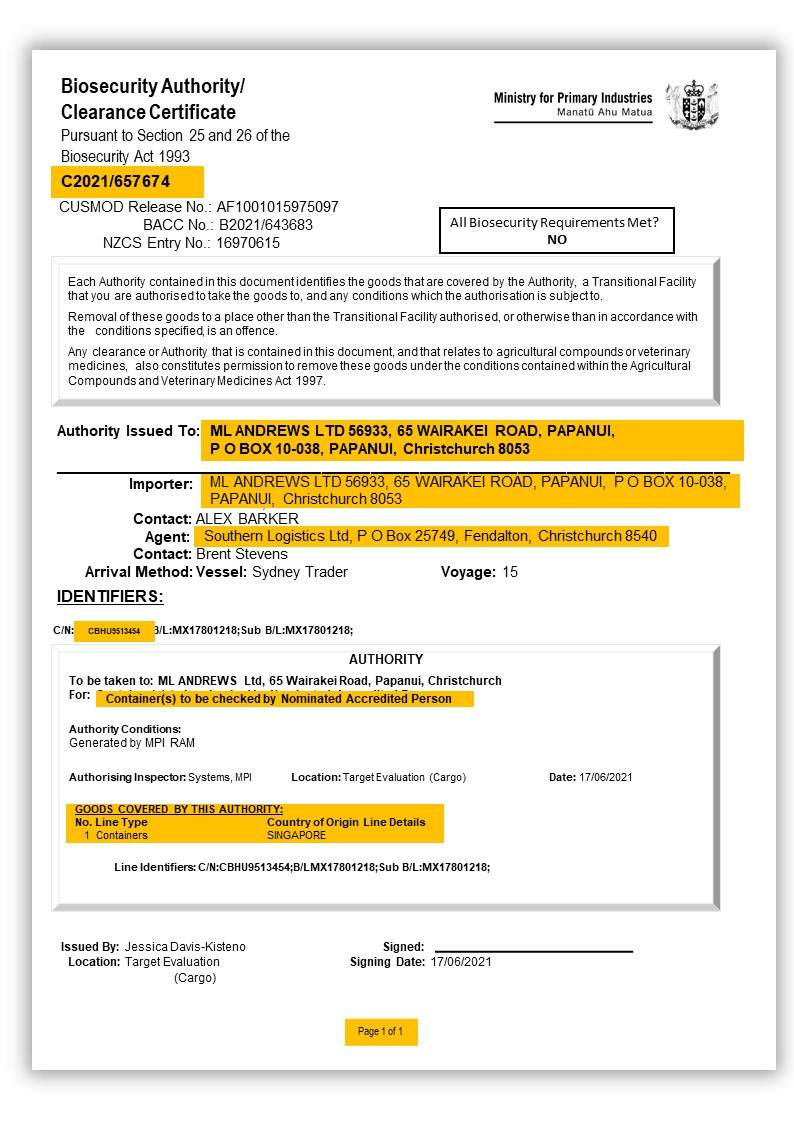 Biosecurity Authority/
Clearance Certificate
Pursuant to Section 25 and 26 of the
Biosecurity Act 1993
C2021/657674
Ministry for Primary Industries
Manatū Ahu Matua
CUSMOD Release No.: AF1001015975097
BACC No.: B2021/643683
NZCS Entry No.: 16970615
All Biosecurity Requirements Met?
NO
Each Authority contained in this document identifies the goods that are covered by the Authority, a Transitional Facility
that you are authorised to take the goods to, and any conditions which the authorisation is subject to.
Removal of these goods to a place other than the Transitional Facility authorised, or otherwise than in accordance with
the conditions specified, is an offence.
Any clearance or Authority that is contained in this document, and that relates to agricultural compounds or veterinary
medicines, also constitutes permission to remove these goods under the conditions contained within the Agricultural
Compounds and Veterinary Medicines Act 1997.
Authority Issued To: ML ANDREWS LTD 56933, 65 WAIRAKEI ROAD, PAPANUI,
P O BOX 10-038, PAPANUI, Christchurch 8053
Importer: ML ANDREWS LTD 56933, 65 WAIRAKEI ROAD, PAPANUI, P O BOX 10-038,
PAPANUI, Christchurch 8053
Contact: ALEX BARKER
Agent: Southern Logistics Ltd, P O Box 25749, Fendalton, Christchurch 8540
Contact: Brent Stevens
Arrival Method: Vessel: Sydney Trader Voyage: 15
IDENTIFIERS:
C/N: CBHU9513454 B/L:MX17801218;Sub B/L:MX17801218;
AUTHORITY
To be taken to: ML ANDREWS Ltd, 65 Wairakei Road, Papanui, Christchurch
For: Container(s) to be checked by Nominated Accredited Person
Authority Conditions:
Generated by MPI RAM
Authorising Inspector: Systems, MPI Location: Target Evaluation (Cargo) Date: 17/06/2021
GOODS COVERED BY THIS AUTHORITY:
No. Line Type Country of Origin Line Details
1 Containers SINGAPORE
Line Identifiers: C/N:CBHU9513454;B/LMX17801218;Sub B/L:MX17801218;
Issued By: Jessica Davis-Kisteno Signed:
Location: Target Evaluation Signing Date: 17/06/2021
(Cargo)
Page 1 of 1